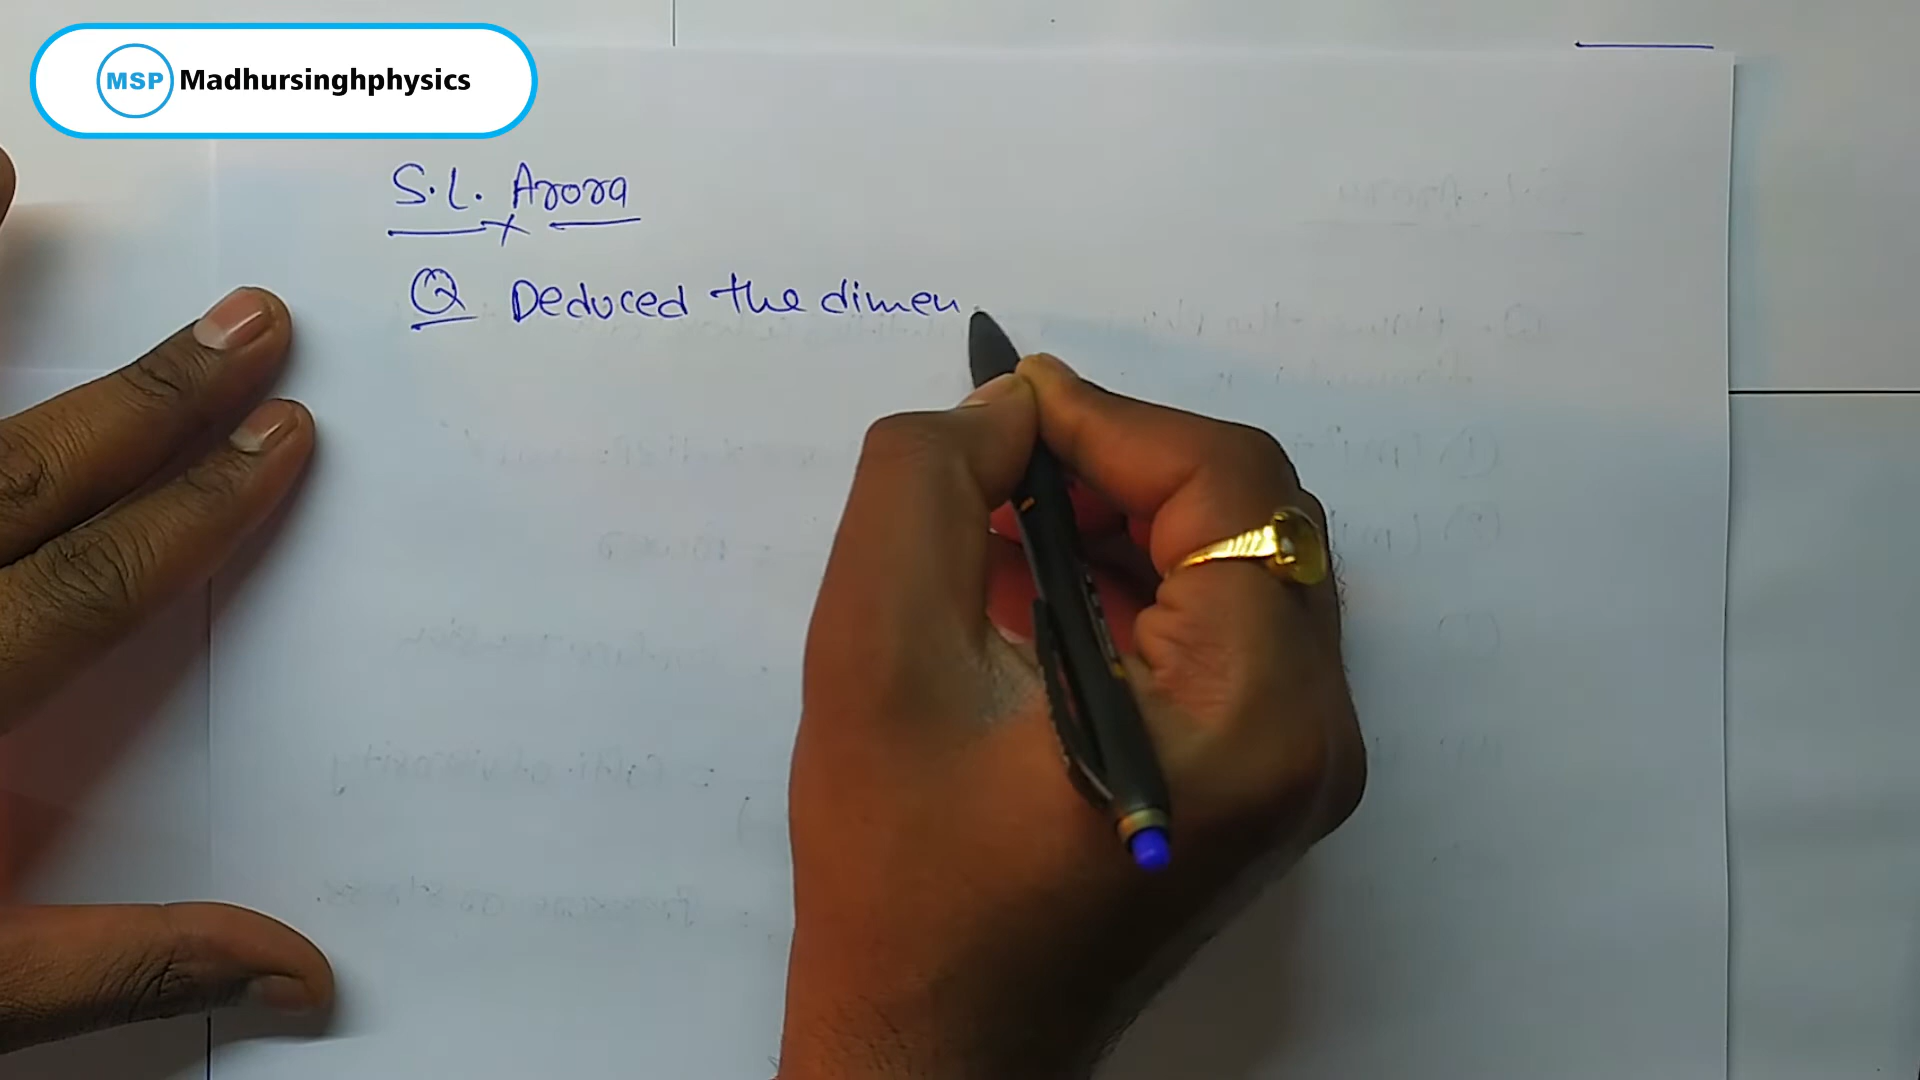 MSP Madhursinghphysics
S.L. Arora
Q Deduced the dimen